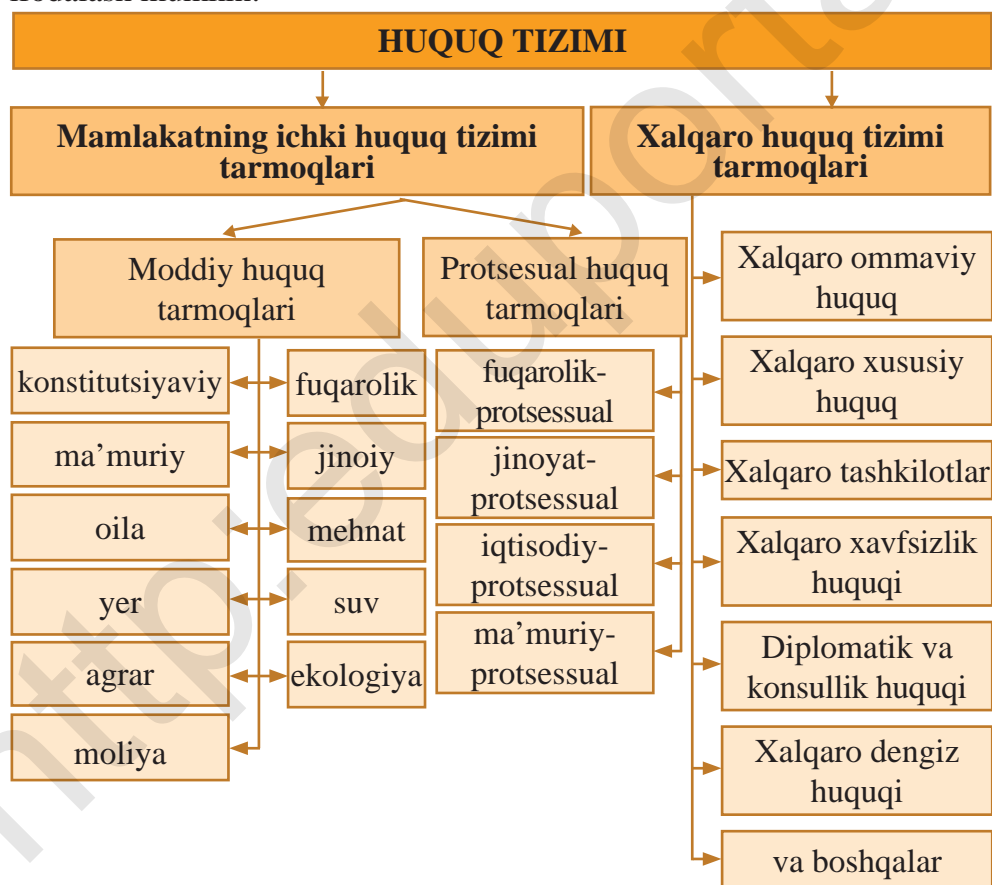 HUQUQ TIZIMI
Mamlakatning ichki huquq tizimi
tarmoqlari
Xalqaro huquq tizimi
tarmoqlari
Moddiy huquq
tarmoqlari
Protsesual huquq
tarmoqlari
konstitutsiyaviy
fuqarolik
ma’muriy
jinoiy
oila
mehnat
yer
suv
agrar
ekologiya
moliya
fuqarolik-
protsessual
jinoyat-
protsessual
iqtisodiy-
protsessual
ma’muriy-
protsessual
Xalqaro ommaviy
huquq
Xalqaro xususiy
huquq
Xalqaro tashkilotlar
Xalqaro xavfsizlik
huquqi
Diplomatik va
konsullik huquqi
Xalqaro dengiz
huquqi
va boshqalar